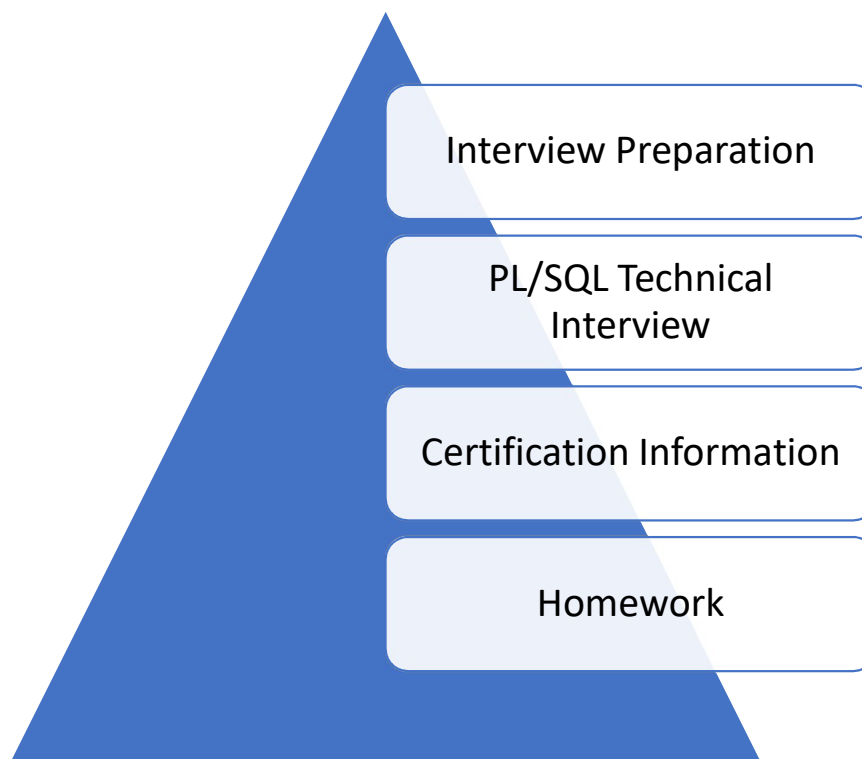 Interview Preparation
PL/SQL Technical
Interview
Certification Information
Homework